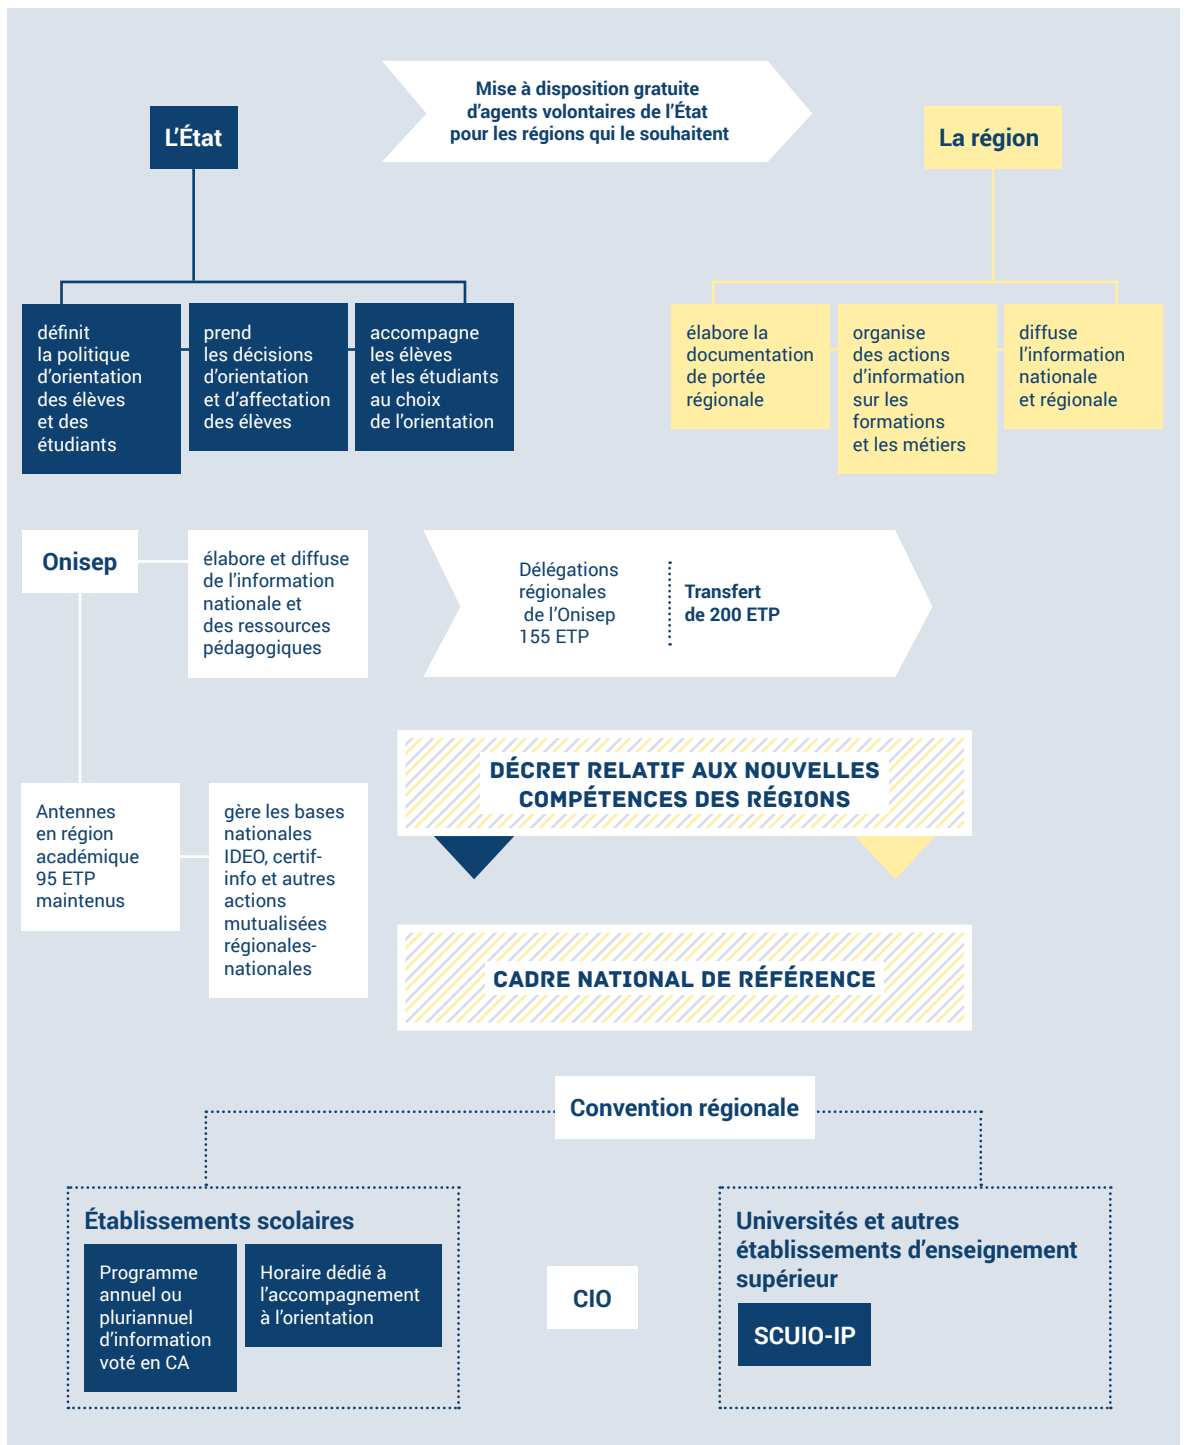 Mise à disposition gratuite
d'agents volontaires de l'État
pour les régions qui le souhaitent
L'État
La région
définit
la politique
d'orientation
des élèves
et des
étudiants
prend
les décisions
d'orientation
et d'affectation
des élèves
accompagne
les élèves
et les étudiants
au choix
de l'orientation
élabore la
documentation
de portée
régionale
organise
des actions
d'information
sur les
formations
et les métiers
diffuse
l'information
nationale
et régionale
Onisep
élabore et diffuse
de l'information
nationale et
des ressources
pédagogiques
Délégations
régionales
de l'Onisep
155 ETP
Transfert
de 200 ETP
DÉCRET RELATIF AUX NOUVELLES
COMPÉTENCES DES RÉGIONS
Antennes
en région
académique
95 ETP
maintenus
gère les bases
nationales
IDEO, certif-
info et autres
actions
mutualisées
régionales-
nationales
CADRE NATIONAL DE RÉFÉRENCE
Convention régionale
Établissements scolaires
Programme
annuel ou
pluriannuel
d'information
voté en CA
Horaire dédié à
l'accompagnement
à l'orientation
CIO
Universités et autres
établissements d'enseignement
supérieur
SCUIO-IP